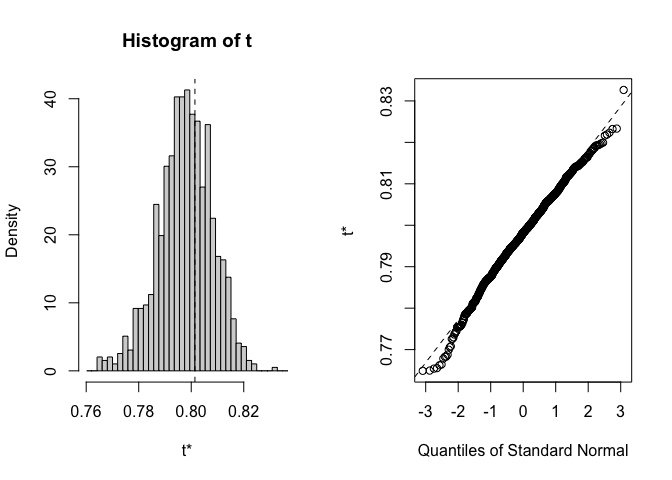 Histogram of t
Density
0
10
20
30
40
0.76 0.78 0.80 0.82
t*
t*
0.77
0.79
0.81
0.83
-3 -2 -1 0 1 2 3
Quantiles of Standard Normal